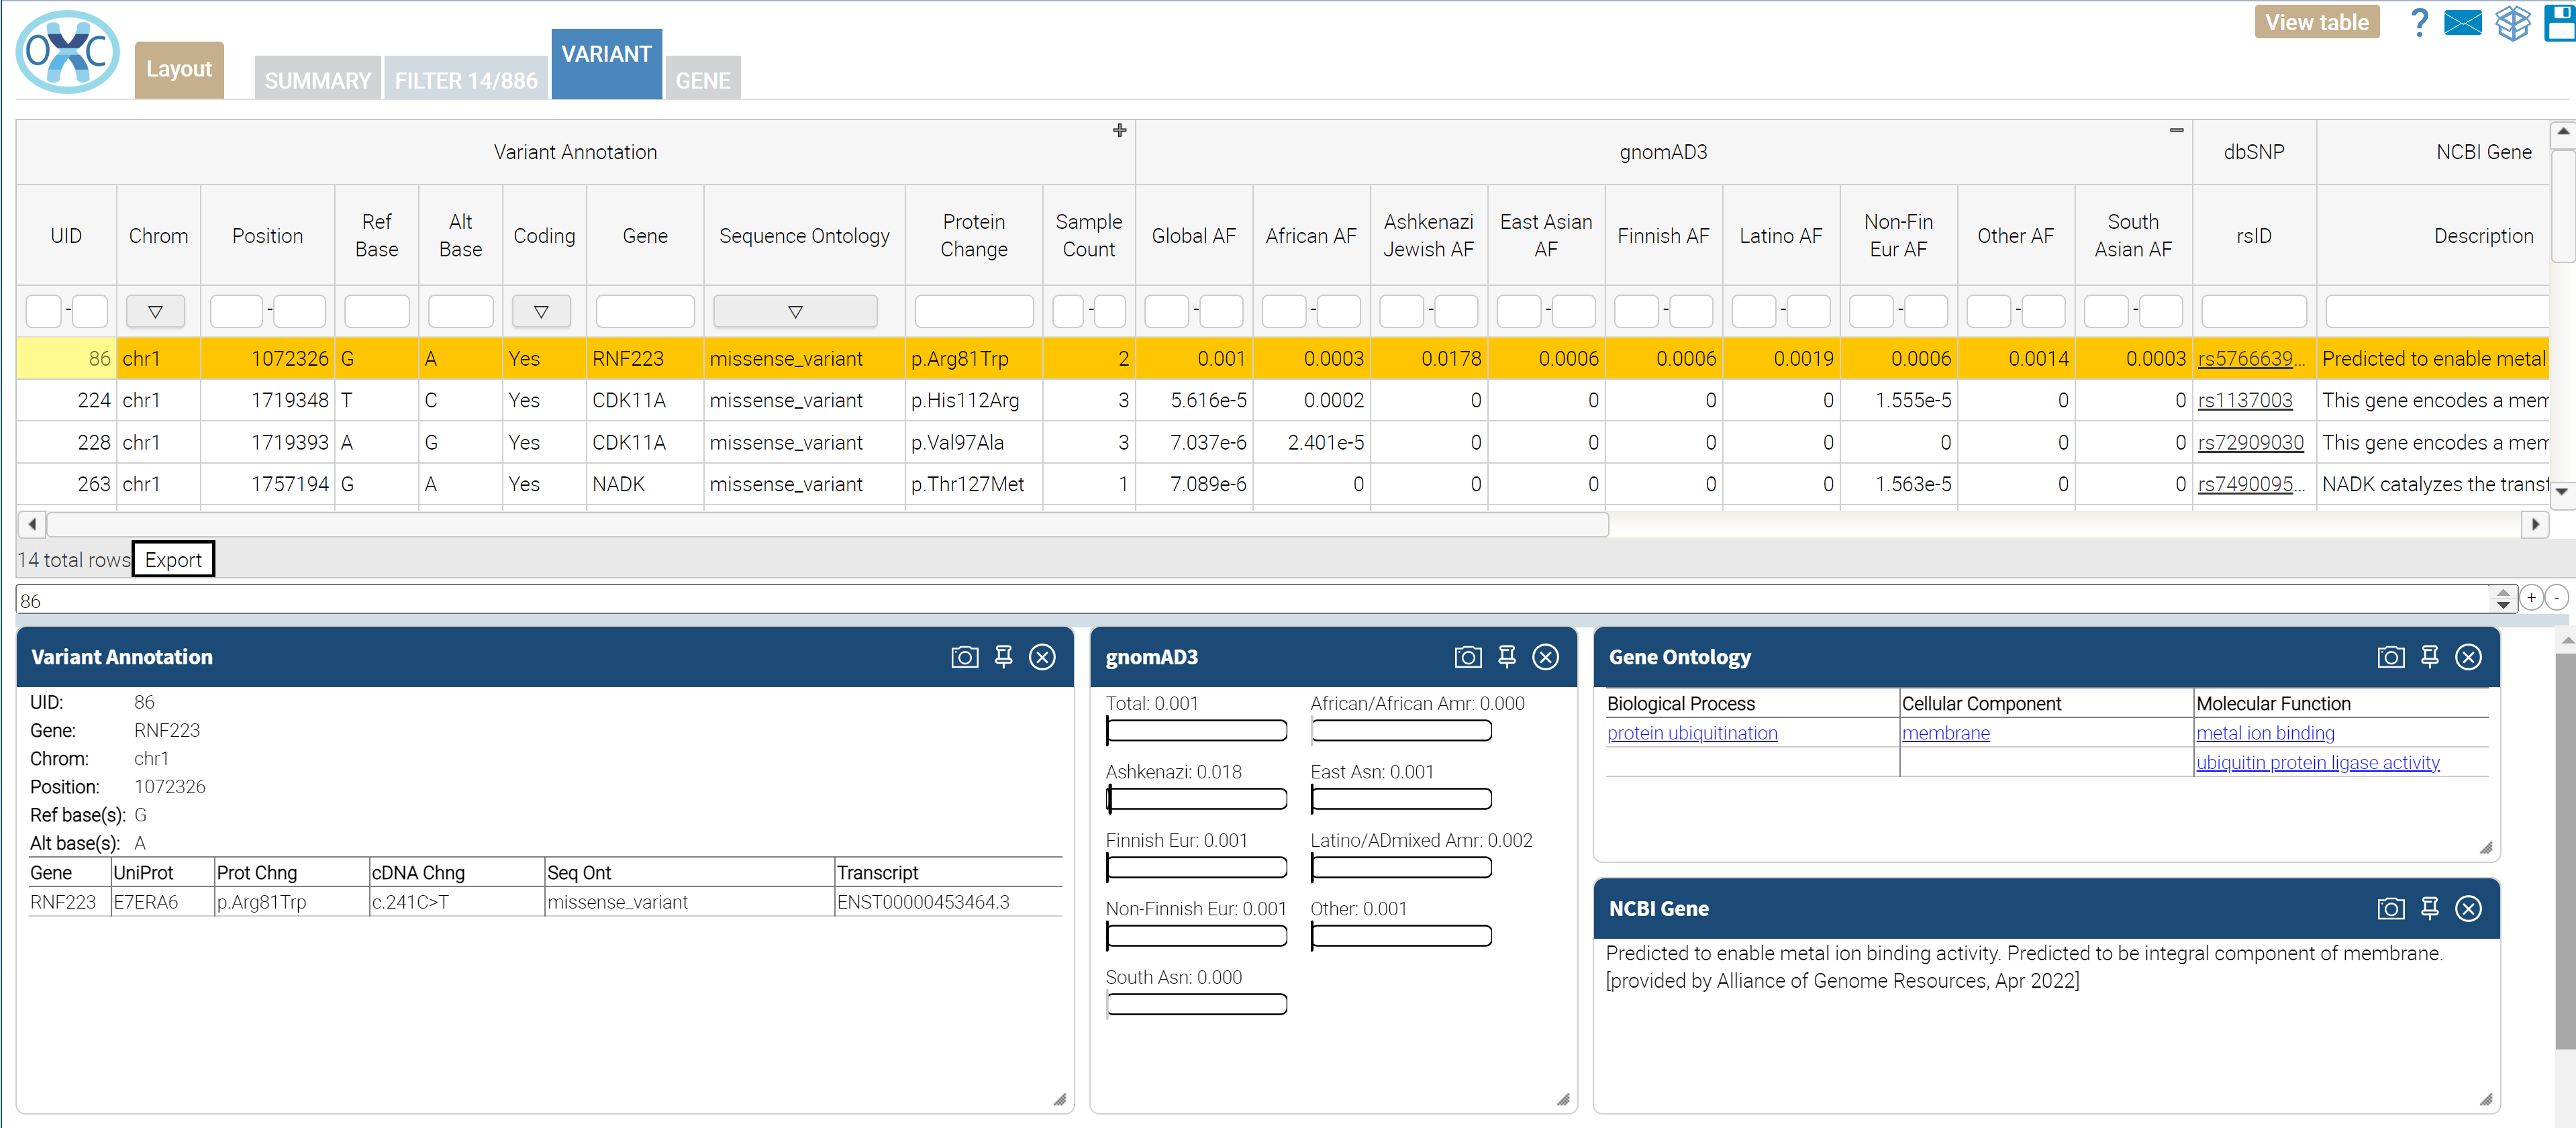 OXC
Layout
SUMMARY
FILTER 14/886
VARIANT
GENE
View table
?
Variant Annotation gnomAD3 dbSNP NCBI Gene
UID Chrom Position Ref Base Alt Base Coding Gene Sequence Ontology Protein Change Sample Count Global AF African AF Ashkenazi Jewish AF East Asian AF Finnish AF Latino AF Non-Fin Eur AF Other AF South Asian AF rsID Description
86 chr1 1072326 G A Yes RNF223 missense_variant p.Arg81Trp 2 0.001 0.0003 0.0178 0.0006 0.0006 0.0019 0.0006 0.0014 0.0003 rs5766639... Predicted to enable metal
224 chr1 1719348 T C Yes CDK11A missense_variant p.His112Arg 3 5.616e-5 0.0002 0 0 0 0 1.555e-5 0 0 rs1137003 This gene encodes a mem
228 chr1 1719393 A G Yes CDK11A missense_variant p.Val97Ala 3 7.037e-6 2.401e-5 0 0 0 0 0 0 0 rs72909030 This gene encodes a mem
263 chr1 1757194 G A Yes NADK missense_variant p.Thr127Met 1 7.089e-6 0 0 0 0 0 1.563e-5 0 0 rs7490095... NADK catalyzes the transf
14 total rows Export
86
Variant Annotation
UID: 86
Gene: RNF223
Chrom: chr1
Position: 1072326
Ref base(s): G
Alt base(s): A
Gene UniProt Prot Chng cDNA Chng Seq Ont Transcript
RNF223 E7ERA6 p.Arg81Trp c.241C>T missense_variant ENST00000453464.3
gnomAD3
Total: 0.001 African/African Amr: 0.000
Ashkenazi: 0.018 East Asn: 0.001
Finnish Eur: 0.001 Latino/ADmixed Amr: 0.002
Non-Finnish Eur: 0.001 Other: 0.001
South Asn: 0.000
Gene Ontology
Biological Process Cellular Component Molecular Function
protein ubiquitination membrane metal ion binding
ubiquitin protein ligase activity
NCBI Gene
Predicted to enable metal ion binding activity. Predicted to be integral component of membrane.
[provided by Alliance of Genome Resources, Apr 2022]